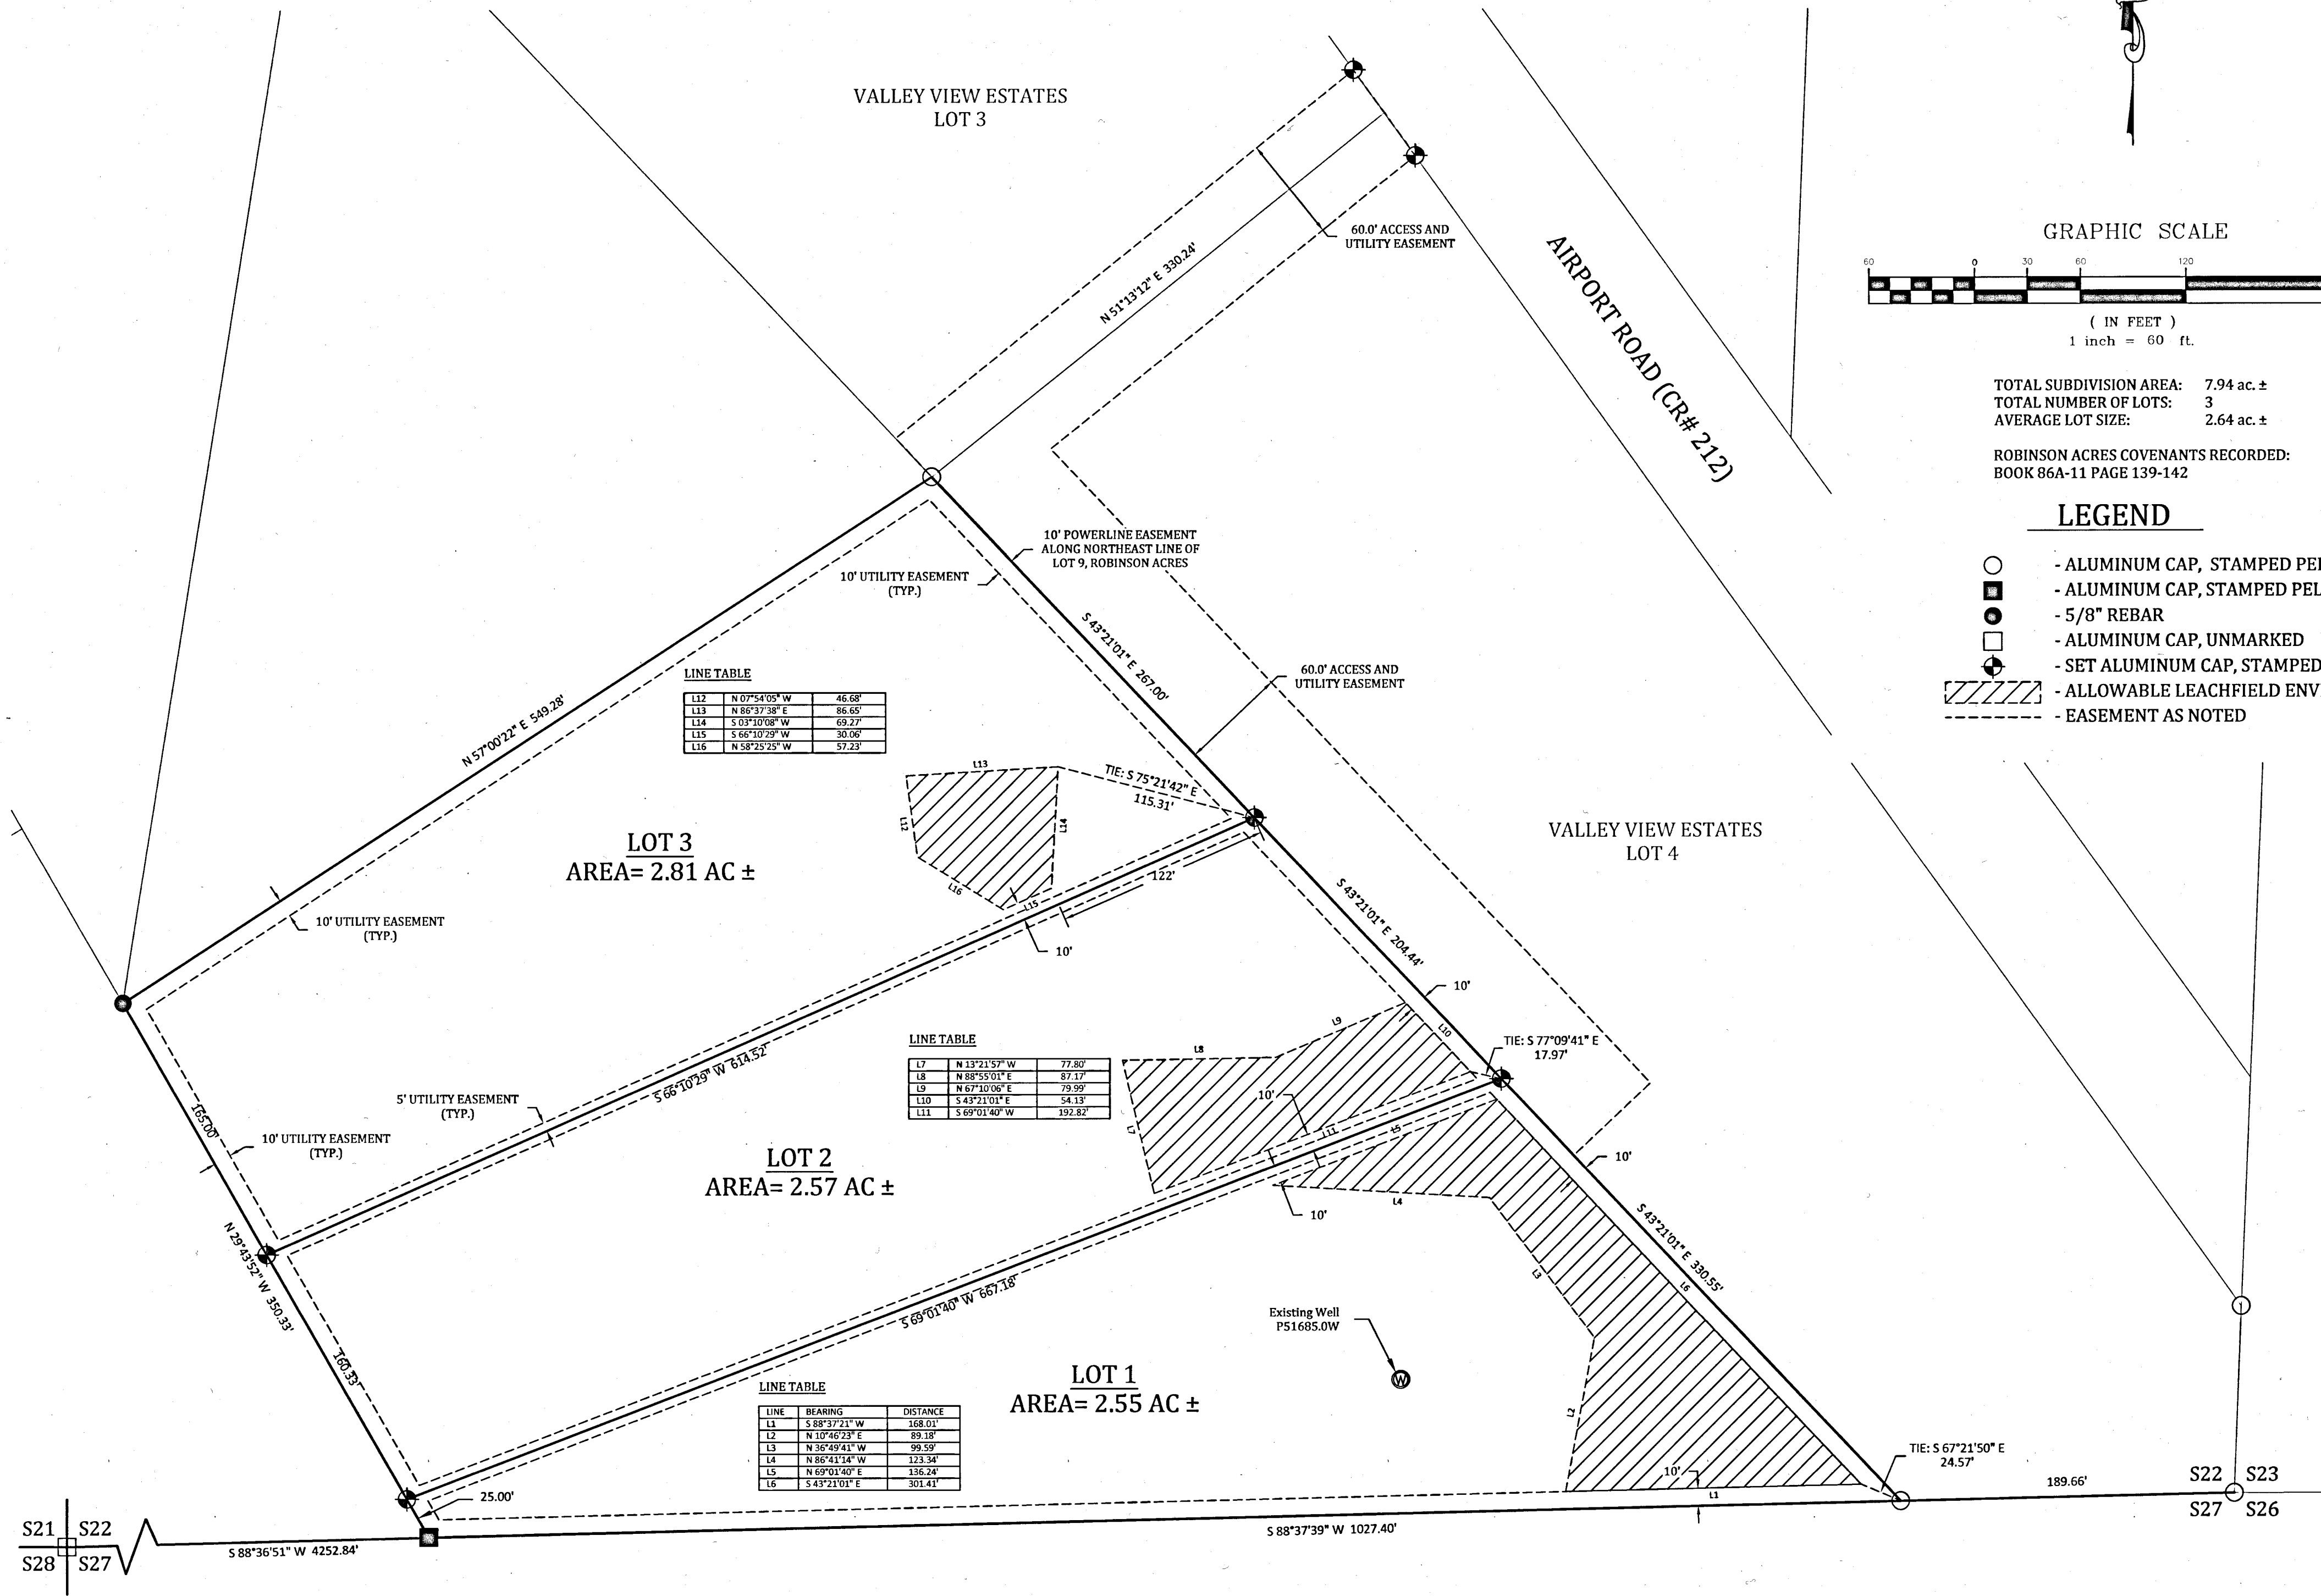 VALLEY VIEW ESTATES
LOT 3
60.0' ACCESS AND
UTILITY EASEMENT
N 51°13'12" E 330.24'
AIRPORT ROAD (CR# 212)
GRAPHIC SCALE
60 0 30 60 120
( IN FEET )
1 inch = 60 ft.
TOTAL SUBDIVISION AREA: 7.94 ac. ±
TOTAL NUMBER OF LOTS: 3
AVERAGE LOT SIZE: 2.64 ac. ±
ROBINSON ACRES COVENANTS RECORDED:
BOOK 86A-11 PAGE 139-142
LEGEND
- ALUMINUM CAP, STAMPED PEL
- ALUMINUM CAP, STAMPED PEL
- 5/8" REBAR
- ALUMINUM CAP, UNMARKED
- SET ALUMINUM CAP, STAMPED
- ALLOWABLE LEACHFIELD ENV
- EASEMENT AS NOTED
10' POWERLINE EASEMENT
ALONG NORTHEAST LINE OF
LOT 9, ROBINSON ACRES
10' UTILITY EASEMENT
(TYP.)
S 43°21'01" E 267.00'
60.0' ACCESS AND
UTILITY EASEMENT
N 57°00'22" E 549.28'
LINE TABLE
L12 N 07°54'05" W 46.68'
L13 N 86°37'38" E 86.65'
L14 S 03°10'08" W 69.27'
L15 S 66°10'29" W 30.06'
L16 N 58°25'25" W 57.23'
L13
TIE: S 75°21'42" E
115.31'
L12
L14
L16
L15
122'
10'
LOT 3
AREA= 2.81 AC ±
VALLEY VIEW ESTATES
LOT 4
10' UTILITY EASEMENT
(TYP.)
S 43°21'01" E 204.44'
10'
LINE TABLE
L7 N 13°21'57" W 77.80'
L8 N 88°55'01" E 87.17'
L9 N 67°10'06" E 79.99'
L10 S 43°21'01" E 54.13'
L11 S 69°01'40" W 192.82'
L8
L9
L10
L7
L11
L5
10'
TIE: S 77°09'41" E
17.97'
S 66°10'29" W 614.52'
5' UTILITY EASEMENT
(TYP.)
165.00'
10' UTILITY EASEMENT
(TYP.)
LOT 2
AREA= 2.57 AC ±
10'
L4
10'
N 29°43'52" W 350.33'
S 43°21'01" E 330.55'
L3
L6
S 69°01'40" W 667.18'
Existing Well
P51685.0W
W
160.33'
LOT 1
AREA= 2.55 AC ±
LINE TABLE
LINE BEARING DISTANCE
L1 S 88°37'21" W 168.01'
L2 N 10°46'23" E 89.18'
L3 N 36°49'41" W 99.59'
L4 N 86°41'14" W 123.34'
L5 N 69°01'40" E 136.24'
L6 S 43°21'01" E 301.41'
L2
10'
L1
TIE: S 67°21'50" E
24.57'
189.66'
S22 S23
S27 S26
25.00'
S21 S22
S28 S27
S 88°36'51" W 4252.84'
S 88°37'39" W 1027.40'